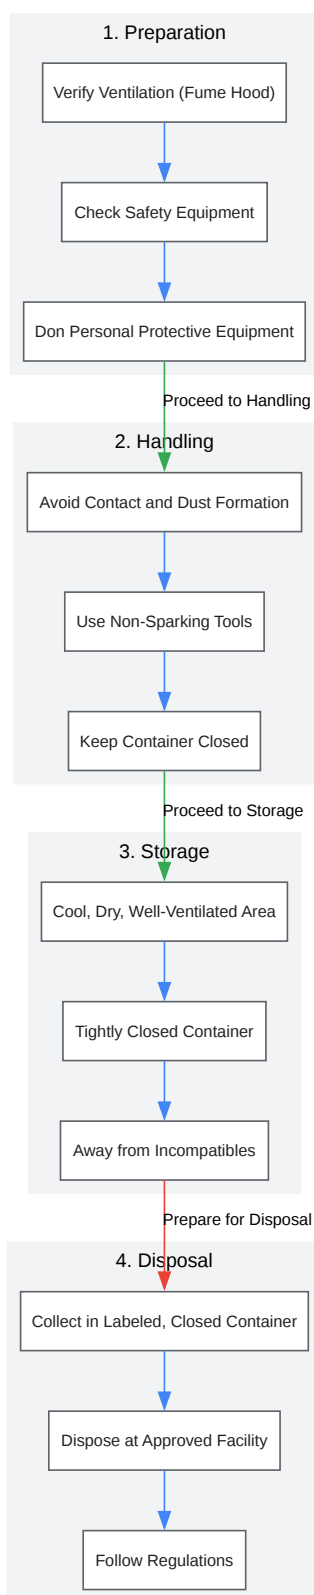 1. Preparation
Verify Ventilation (Fume Hood)
Check Safety Equipment
Don Personal Protective Equipment
Proceed to Handling
2. Handling
Avoid Contact and Dust Formation
Use Non-Sparking Tools
Keep Container Closed
Proceed to Storage
3. Storage
Cool, Dry, Well-Ventilated Area
Tightly Closed Container
Away from Incompatibles
Prepare for Disposal
4. Disposal
Collect in Labeled, Closed Container
Dispose at Approved Facility
Follow Regulations